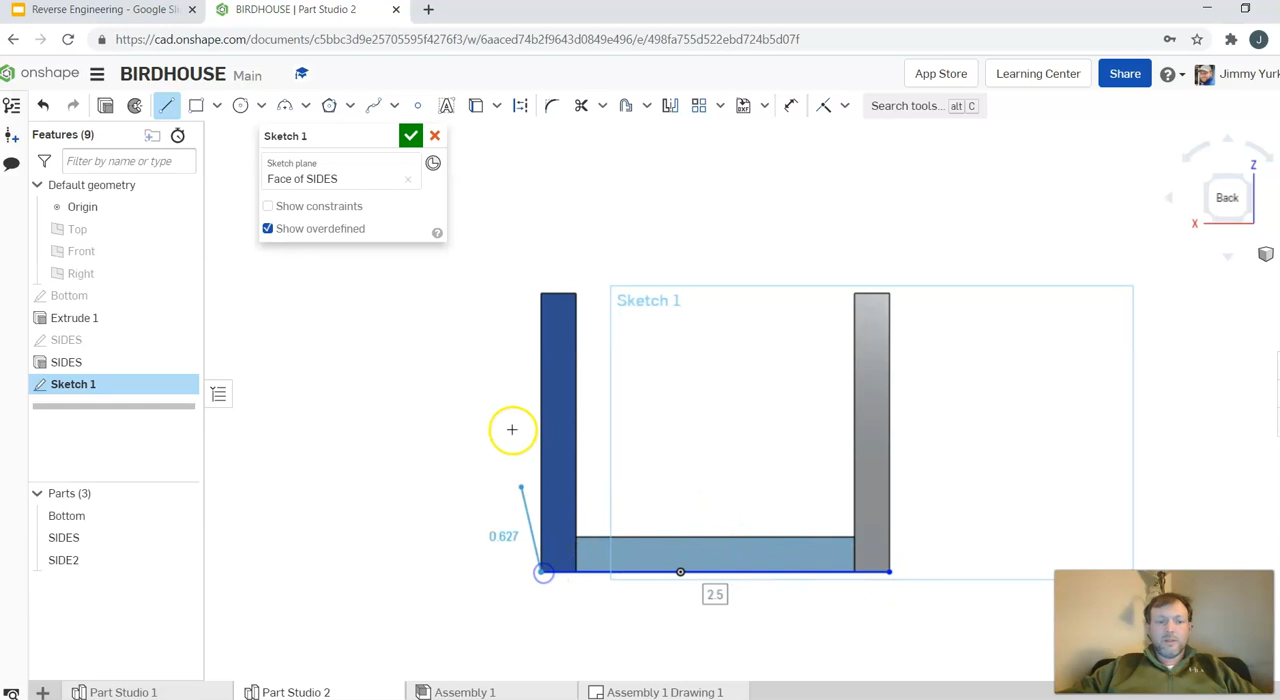 Reverse Engineering - Google Sl
BIRDHOUSE | Part Studio 2
https://cad.onshape.com/documents/c5bbc3d9e25705595f4276f3/w/6aaced74b2f9643d0849e496/e/498fa755d522ebd724b5d07f
J
onshape
BIRDHOUSE Main
App Store
Learning Center
Share
Jimmy Yurk
Search tools... alt C
Features (9)
Filter by name or type
Default geometry
Origin
Top
Front
Right
Bottom
Extrude 1
SIDES
SIDES
Sketch 1
Parts (3)
Bottom
SIDES
SIDE2
Sketch 1
Sketch plane
Face of SIDES
Show constraints
Show overdefined
Sketch 1
0.627
2.5
Z
Back
X
Part Studio 1
Part Studio 2
Assembly 1
Assembly 1 Drawing 1